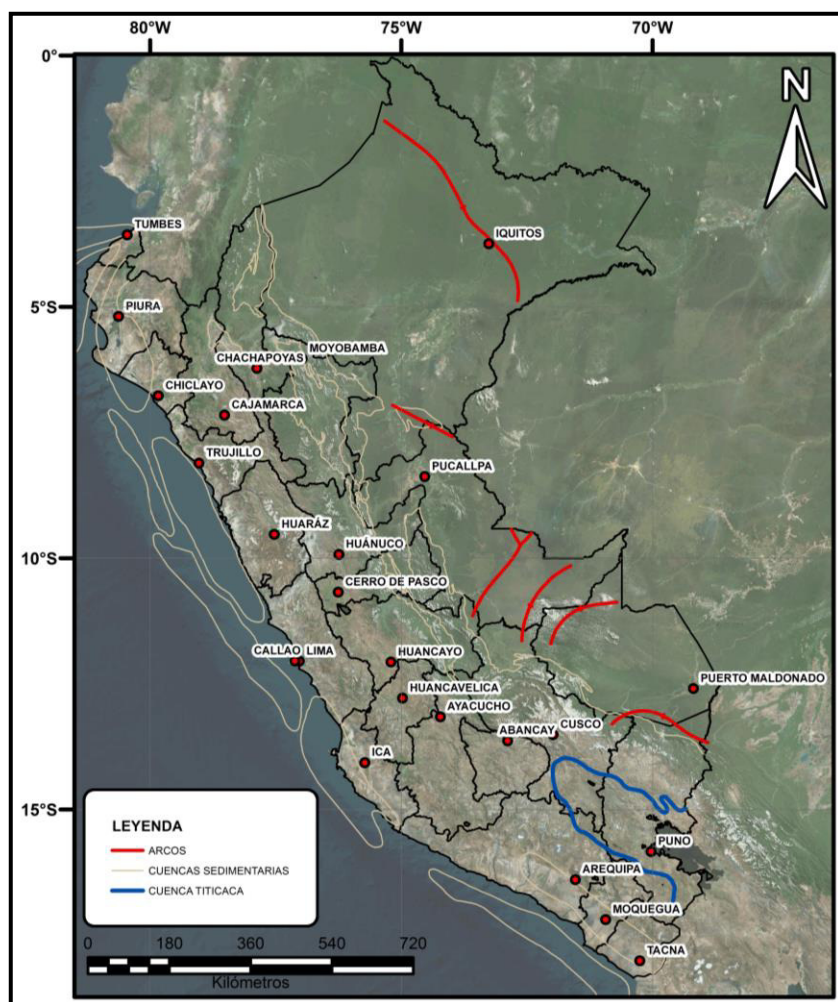 80°W
75°W
70°W
0°
N
TUMBES
IQUITOS
PIURA
5°S
MOYOBAMBA
CHACHAPOYAS
CHICLAYO
CAJAMARCA
TRUJILLO
PUCALLPA
HUARÁZ
HUÁNUCO
10°S
CERRO DE PASCO
CALLAO
LIMA
HUANCAYO
PUERTO MALDONADO
HUANCAVELICA
AYACUCHO
ABANCAY
CUSCO
ICA
15°S
PUNO
AREQUIPA
MOQUEGUA
TACNA
LEYENDA
ARCOS
CUENCAS SEDIMENTARIAS
CUENCA TITICACA
0 180 360 540 720
Kilómetros